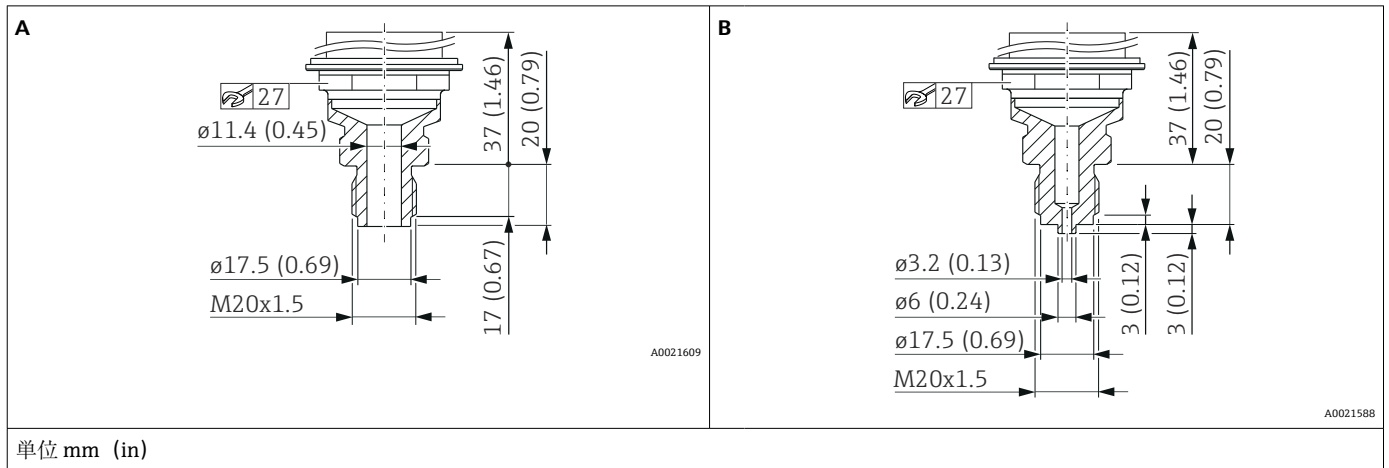 A
27
ø11.4 (0.45)
37 (1.46)
20 (0.79)
ø17.5 (0.69)
M20x1.5
17 (0.67)
A0021609
B
27
37 (1.46)
20 (0.79)
ø3.2 (0.13)
ø6 (0.24)
ø17.5 (0.69)
M20x1.5
3 (0.12)
3 (0.12)
A0021588
単位 mm（in）